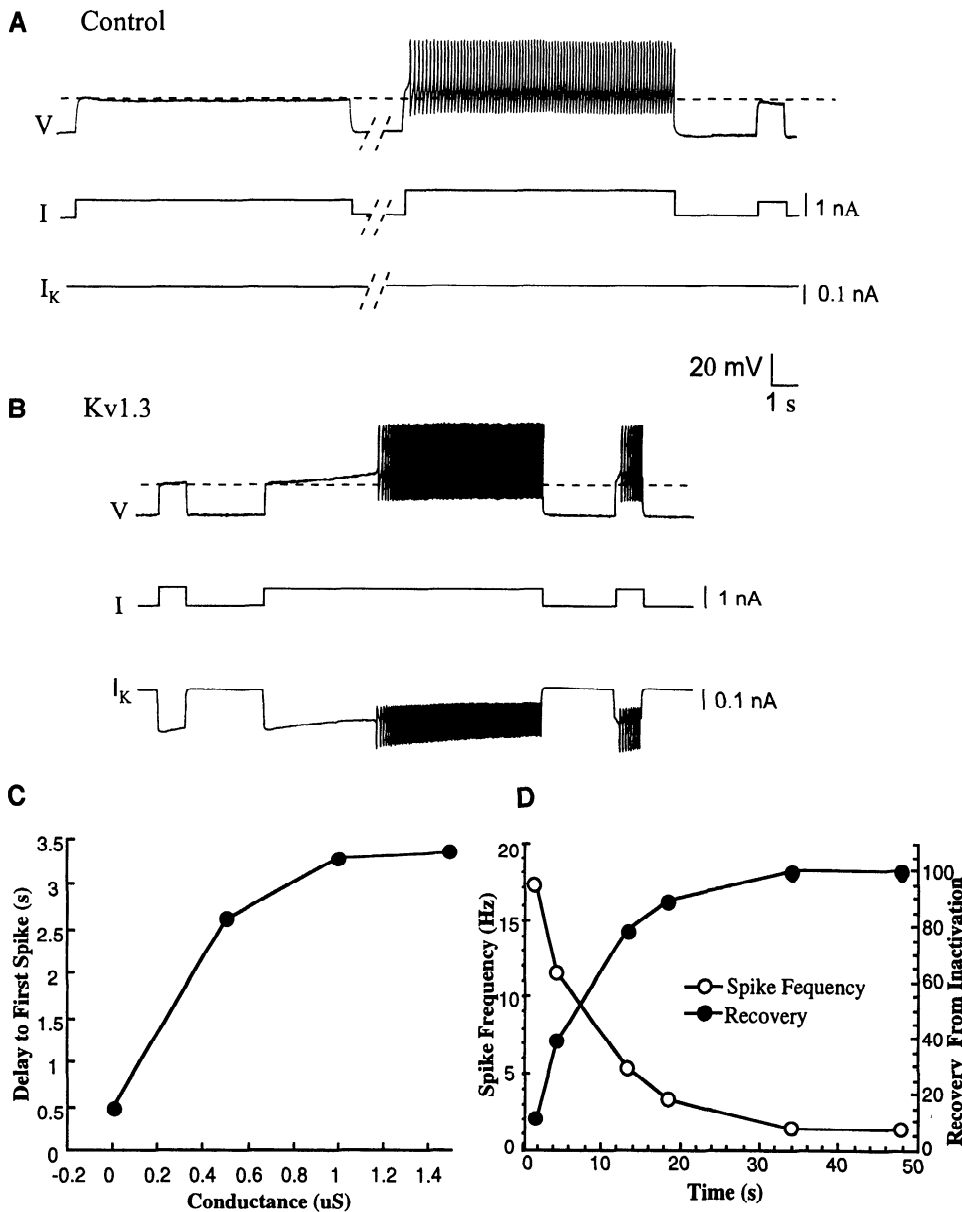 A Control
V
I
1 nA
I_K
0.1 nA
20 mV
1 s
B Kv1.3
V
I
1 nA
I_K
0.1 nA
C
3.5
3
2.5
2
1.5
1
0.5
0
-0.2 0 0.2 0.4 0.6 0.8 1 1.2 1.4
Delay to First Spike (s)
Conductance (uS)
D
20
15
10
5
0
100
80
60
40
20
0
0 10 20 30 40 50
Spike Frequency (Hz)
Recovery From Inactivation
Spike Fequency
Recovery
Time (s)